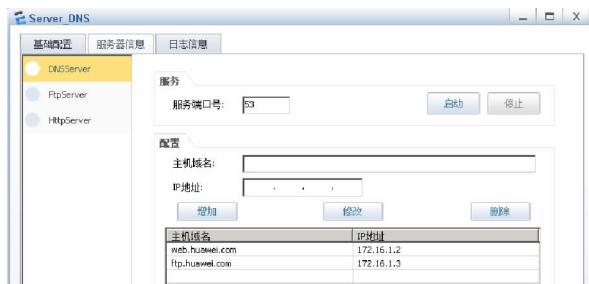 Server_DNS
基础配置 服务器信息 日志信息
DNSServer
FtpServer
HttpServer
服务
服务端口号: 53 启动 停止
配置
主机域名:
IP地址: . . .
增加 修改 删除
主机域名 IP地址
web.huawei.com 172.16.1.2
ftp.huawei.com 172.16.1.3